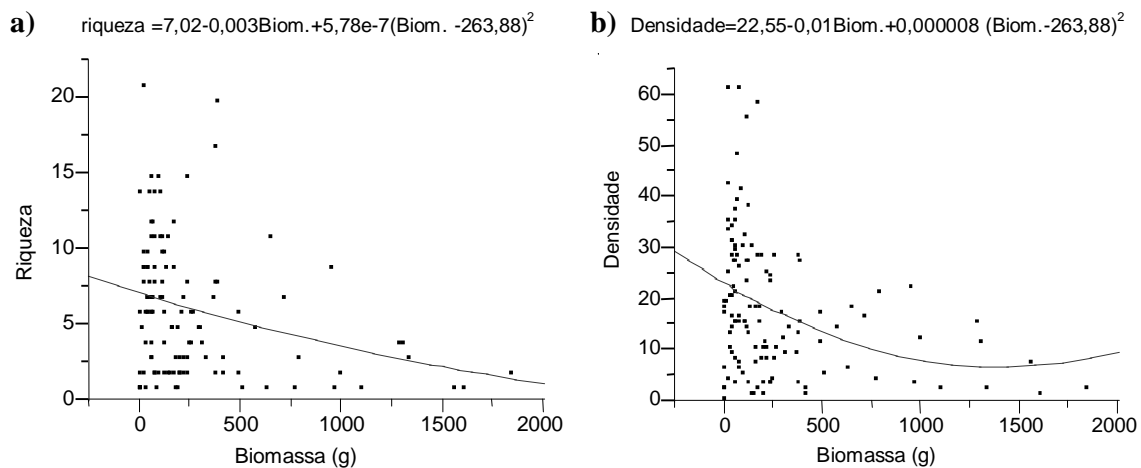 a) riqueza =7,02-0,003Biom.+5,78e-7(Biom. -263,88)²
b) Densidade=22,55-0,01Biom.+0,000008 (Biom.-263,88)²
20
15
10
5
0
Riqueza
0 500 1000 1500 2000
Biomassa (g)
60
50
40
30
20
10
0
Densidade
0 500 1000 1500 2000
Biomassa (g)